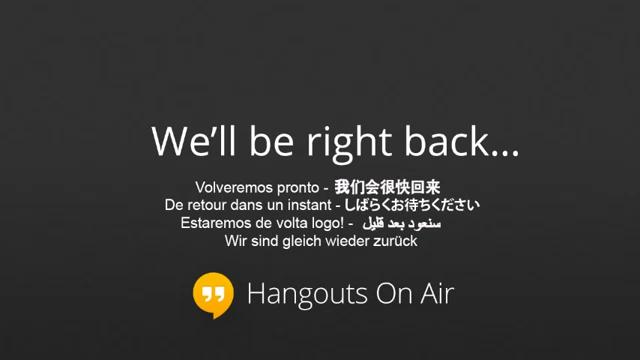 We'll be right back...
Volveremos pronto - 我们会很快回来
De retour dans un instant - しばらくお待ちください
Estaremos de volta logo! - سنعود بعد قليل
Wir sind gleich wieder zurück
Hangouts On Air